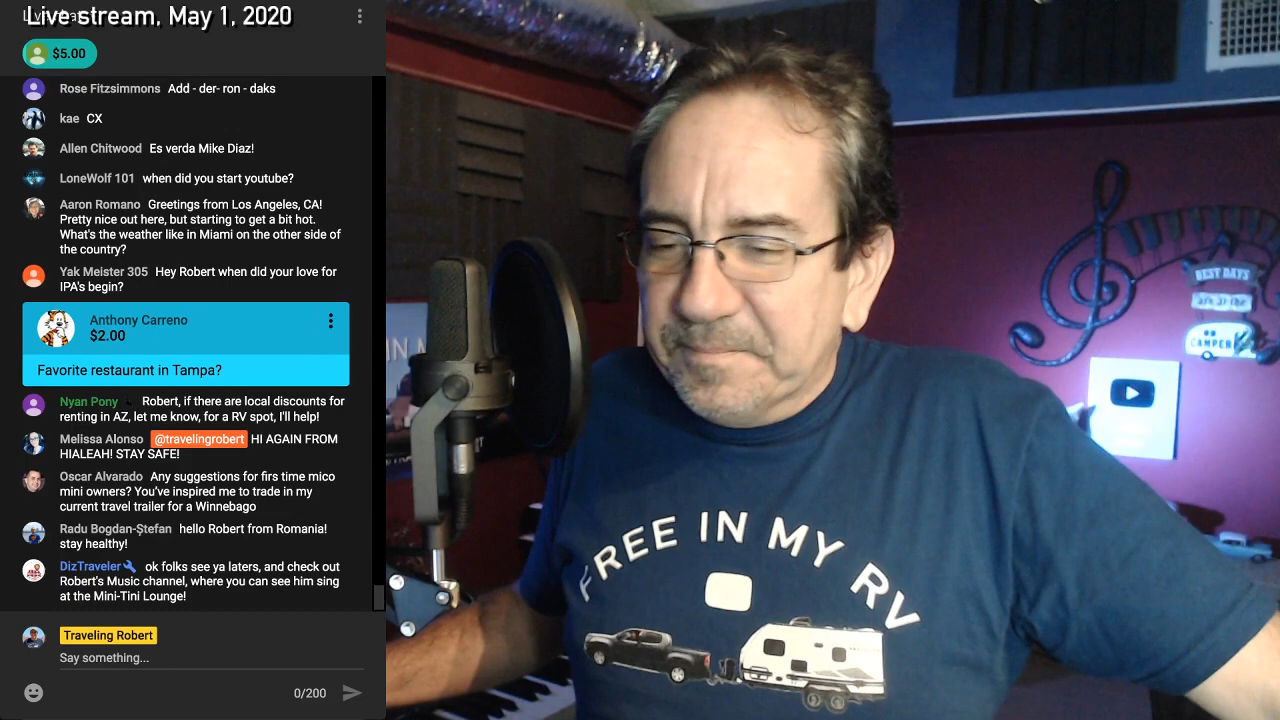 Live stream, May 1, 2020
$5.00
Rose Fitzsimmons Add - der- ron - daks
kae CX
Allen Chitwood Es verda Mike Diaz!
LoneWolf 101 when did you start youtube?
Aaron Romano Greetings from Los Angeles, CA!
Pretty nice out here, but starting to get a bit hot.
What's the weather like in Miami on the other side of
the country?
Yak Meister 305 Hey Robert when did your love for
IPA's begin?
Anthony Carreno
$2.00
Favorite restaurant in Tampa?
Nyan Pony Robert, if there are local discounts for
renting in AZ, let me know, for a RV spot, I'll help!
Melissa Alonso @travelingrobert HI AGAIN FROM
HIALEAH! STAY SAFE!
Oscar Alvarado Any suggestions for firs time mico
mini owners? You've inspired me to trade in my
current travel trailer for a Winnebago
Radu Bogdan-Ștefan hello Robert from Romania!
stay healthy!
DizTraveler ok folks see ya laters, and check out
Robert's Music channel, where you can see him sing
at the Mini-Tini Lounge!
Traveling Robert
Say something...
0/200
IN M
BEST DAYS
are at the
CAMPER
FREE IN MY RV